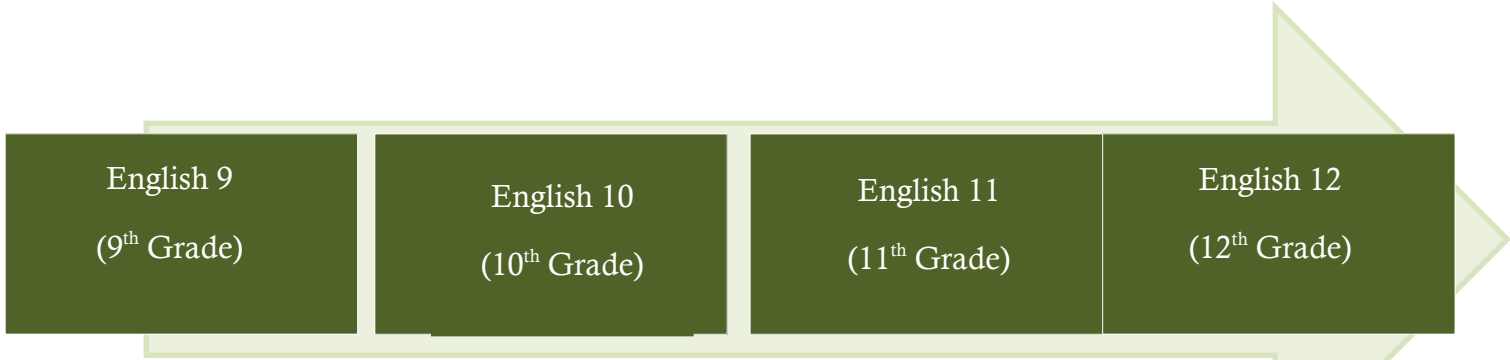 English 9
(9th Grade)
English 10
(10th Grade)
English 11
(11th Grade)
English 12
(12th Grade)